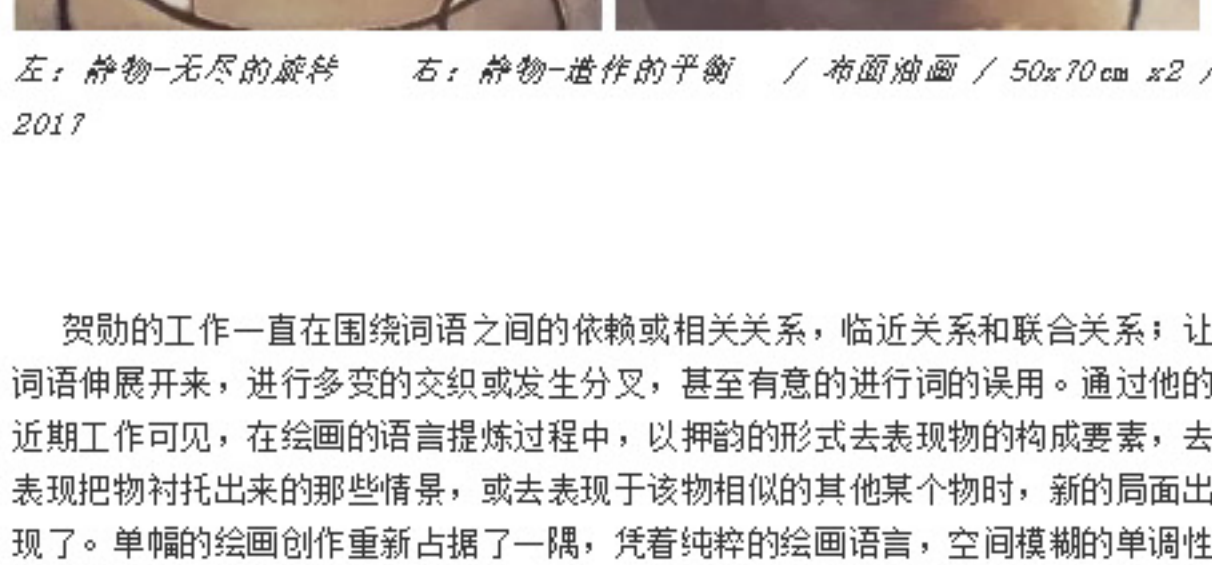 左：静物-无尽的旋转 右：静物-造作的平衡 / 布面油画 / 50x70cm x2 /
2017
贺勋的工作一直在围绕词语之间的依赖或相关关系，临近关系和联合关系；让
词语伸展开来，进行多变的交织或发生分叉，甚至有意的进行词的误用。通过他的
近期工作可见，在绘画的语言提炼过程中，以押韵的形式去表现物的构成要素，去
表现把物衬托出来的那些情景，或去表现于该物相似的其他某个物时，新的局面出
现了。单幅的绘画创作重新占据了一隅，凭着纯粹的绘画语言，空间模糊的单调性